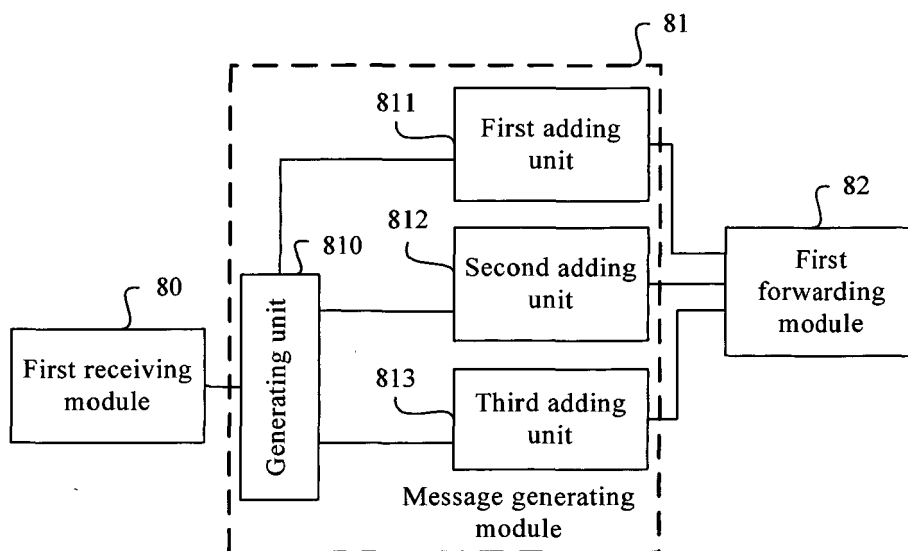 81
811
First adding
unit
82
812
810
Second adding
unit
First
forwarding
module
80
First receiving
module
Generating unit
813
Third adding
unit
Message generating
module